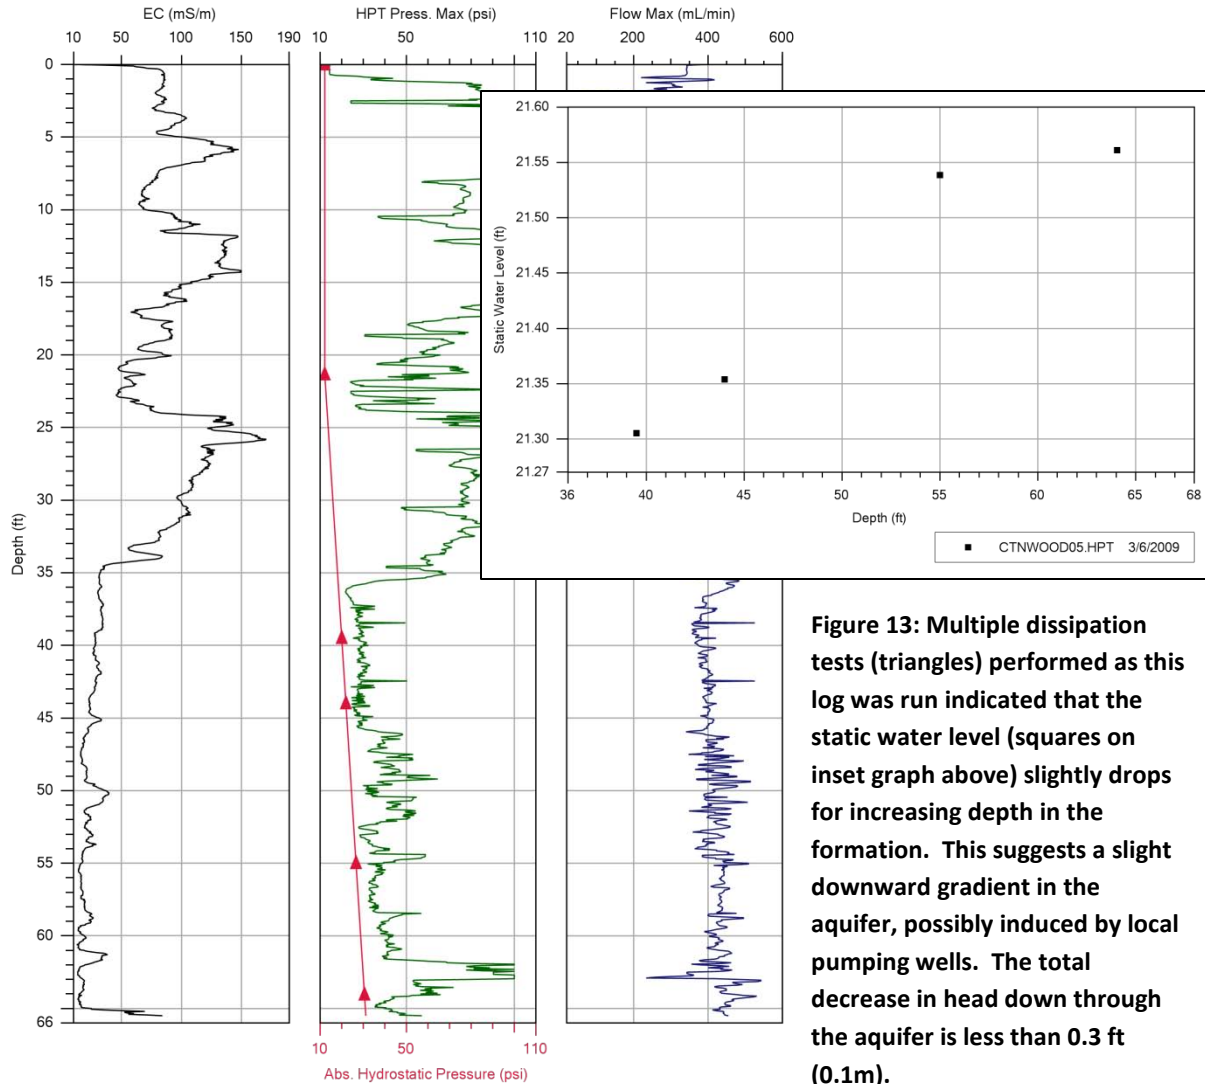 EC (mS/m)
HPT Press. Max (psi)
Flow Max (mL/min)
10 50 100 150 190
10 50 110
20 200 400 600
Depth (ft)
0
5
10
15
20
25
30
35
40
45
50
55
60
66
Static Water Level (ft)
21.60
21.55
21.50
21.45
21.40
21.35
21.30
21.27
36 40 45 50 55 60 65 68
Depth (ft)
CTNWOOD05.HPT 3/6/2009
10 50 110
Abs. Hydrostatic Pressure (psi)
Figure 13: Multiple dissipation
tests (triangles) performed as this
log was run indicated that the
static water level (squares on
inset graph above) slightly drops
for increasing depth in the
formation. This suggests a slight
downward gradient in the
aquifer, possibly induced by local
pumping wells. The total
decrease in head down through
the aquifer is less than 0.3 ft
(0.1m).